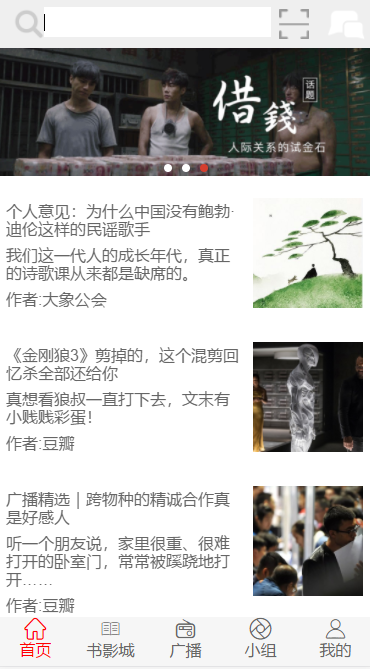 话题
借錢
人际关系的试金石
个人意见：为什么中国没有鲍勃·
迪伦这样的民谣歌手
我们这一代人的成长年代，真正
的诗歌课从来都是缺席的。
作者:大象公会
《金刚狼3》剪掉的，这个混剪回
忆杀全部还给你
真想看狼叔一直打下去，文末有
小贱贱彩蛋！
作者:豆瓣
广播精选｜跨物种的精诚合作真
是好感人
听一个朋友说，家里很重、很难
打开的卧室门，常常被蹊跷地打
开……
作者:豆瓣
首页 书影城 广播 小组 我的